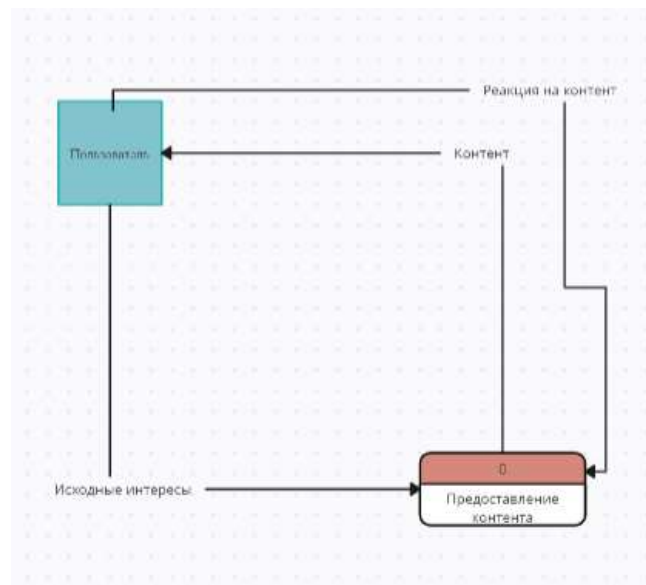 Реакция на контент
Пользователь
Контент
Исходные интересы
0
Предоставление
контента